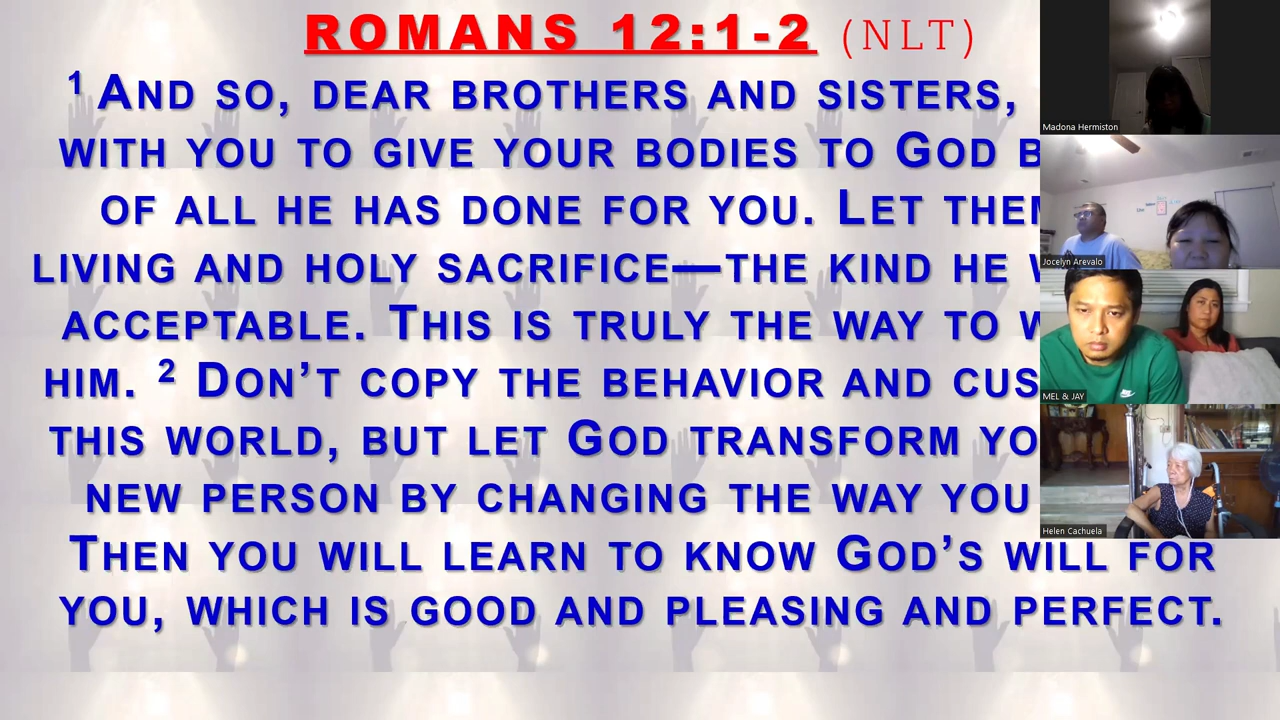 ROMANS 12:1-2 (NLT)
1 AND SO, DEAR BROTHERS AND SISTERS,
WITH YOU TO GIVE YOUR BODIES TO GOD B
OF ALL HE HAS DONE FOR YOU. LET THEM
LIVING AND HOLY SACRIFICE—THE KIND HE W
ACCEPTABLE. THIS IS TRULY THE WAY TO W
HIM. 2 DON'T COPY THE BEHAVIOR AND CUS
THIS WORLD, BUT LET GOD TRANSFORM YO
NEW PERSON BY CHANGING THE WAY YOU
THEN YOU WILL LEARN TO KNOW GOD'S WILL FOR
YOU, WHICH IS GOOD AND PLEASING AND PERFECT.
Madona Hermiston
Jocelyn Arevalo
MEL & JAY
Helen Cachuela